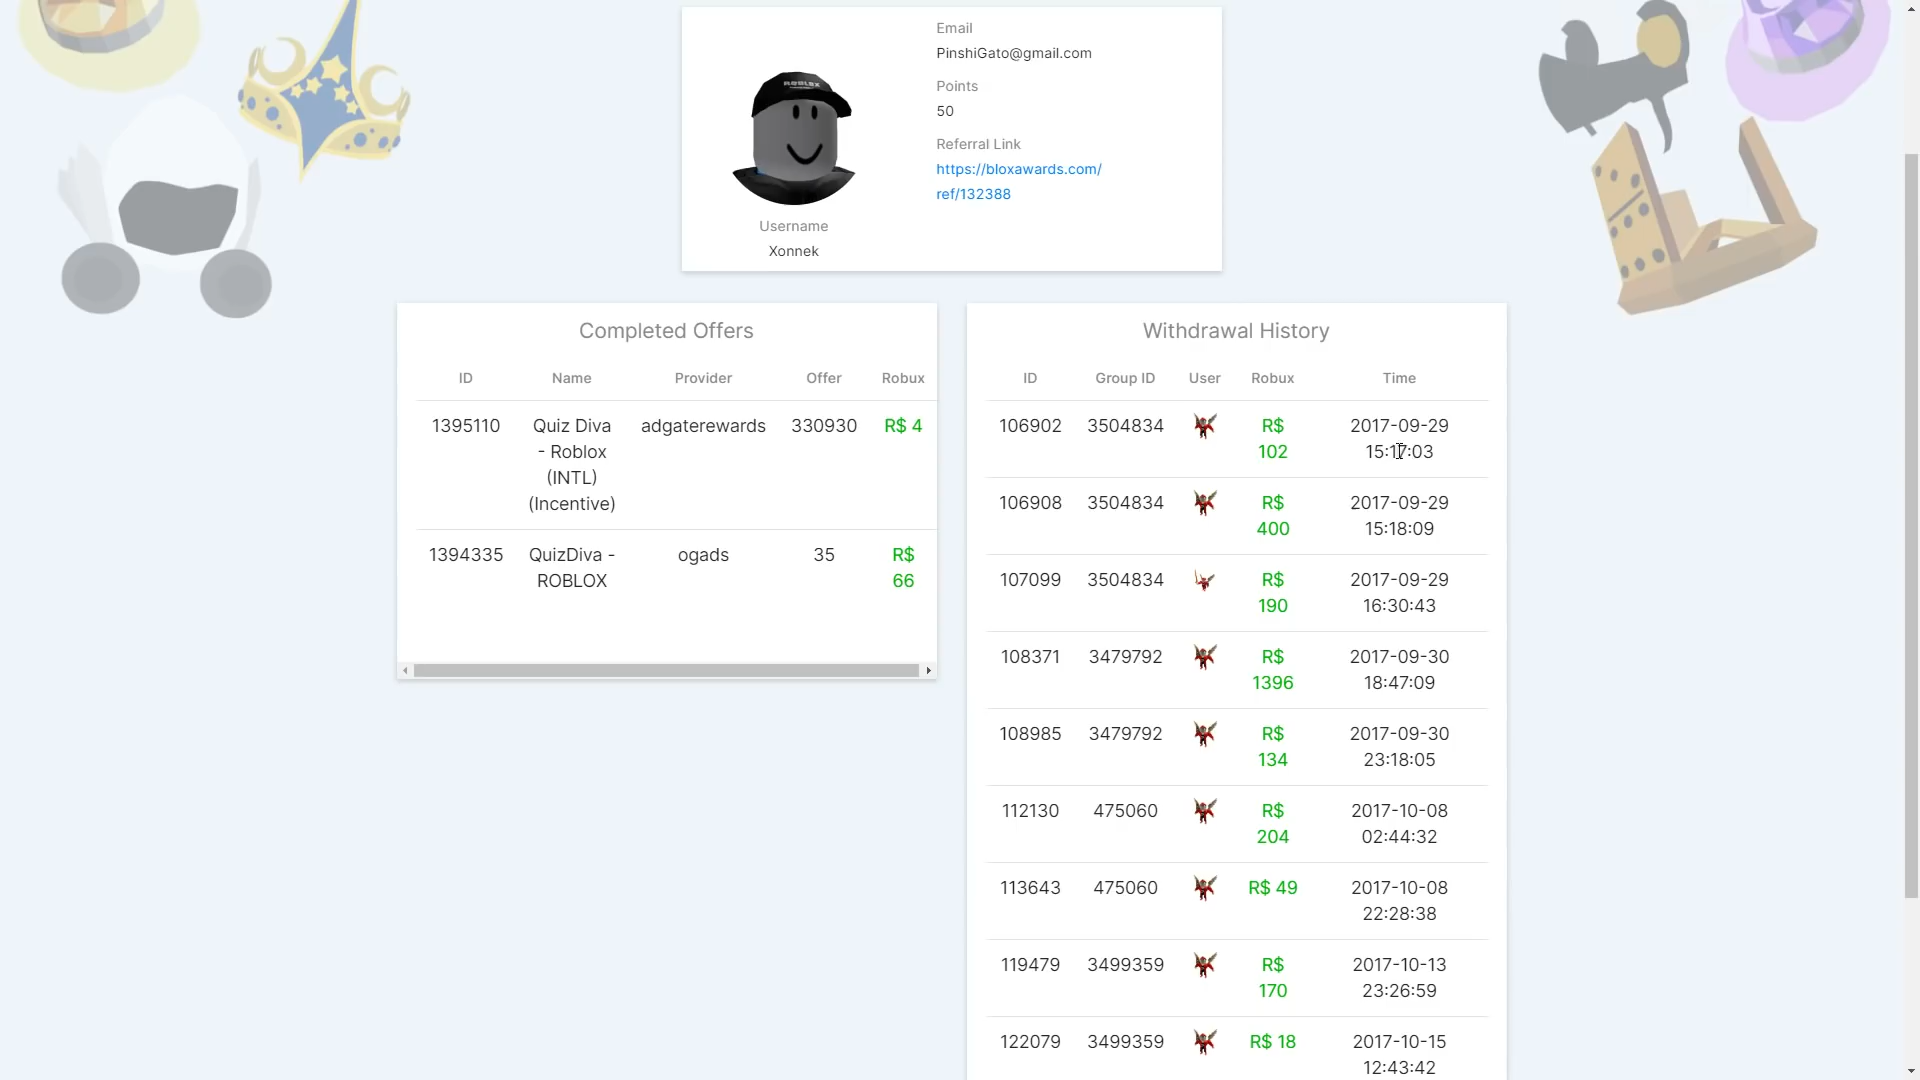 Email
PinshiGato@gmail.com
Points
50
Referral Link
https://bloxawards.com/
ref/132388
ROBLOX
Username
Xonnek
Completed Offers
ID Name Provider Offer Robux
1395110 Quiz Diva adgaterewards 330930 R$ 4
- Roblox
(INTL)
(Incentive)
1394335 QuizDiva - ogads 35 R$
ROBLOX 66
Withdrawal History
ID Group ID User Robux Time
106902 3504834 R$ 2017-09-29
102 15:17:03
106908 3504834 R$ 2017-09-29
400 15:18:09
107099 3504834 R$ 2017-09-29
190 16:30:43
108371 3479792 R$ 2017-09-30
1396 18:47:09
108985 3479792 R$ 2017-09-30
134 23:18:05
112130 475060 R$ 2017-10-08
204 02:44:32
113643 475060 R$ 49 2017-10-08
22:28:38
119479 3499359 R$ 2017-10-13
170 23:26:59
122079 3499359 R$ 18 2017-10-15
12:43:42